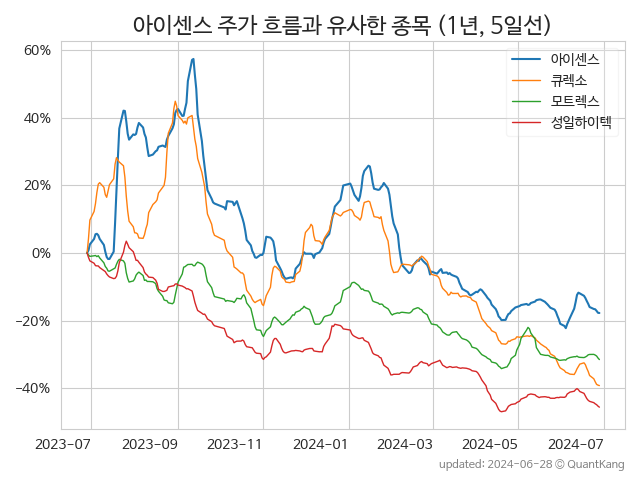 아이센스 주가 흐름과 유사한 종목 (1년, 5일선)
60%
40%
20%
0%
−20%
−40%
아이센스
큐렉소
모트렉스
성일하이텍
2023-07
2023-09
2023-11
2024-01
2024-03
2024-05
2024-07
updated: 2024-06-28 © QuantKang